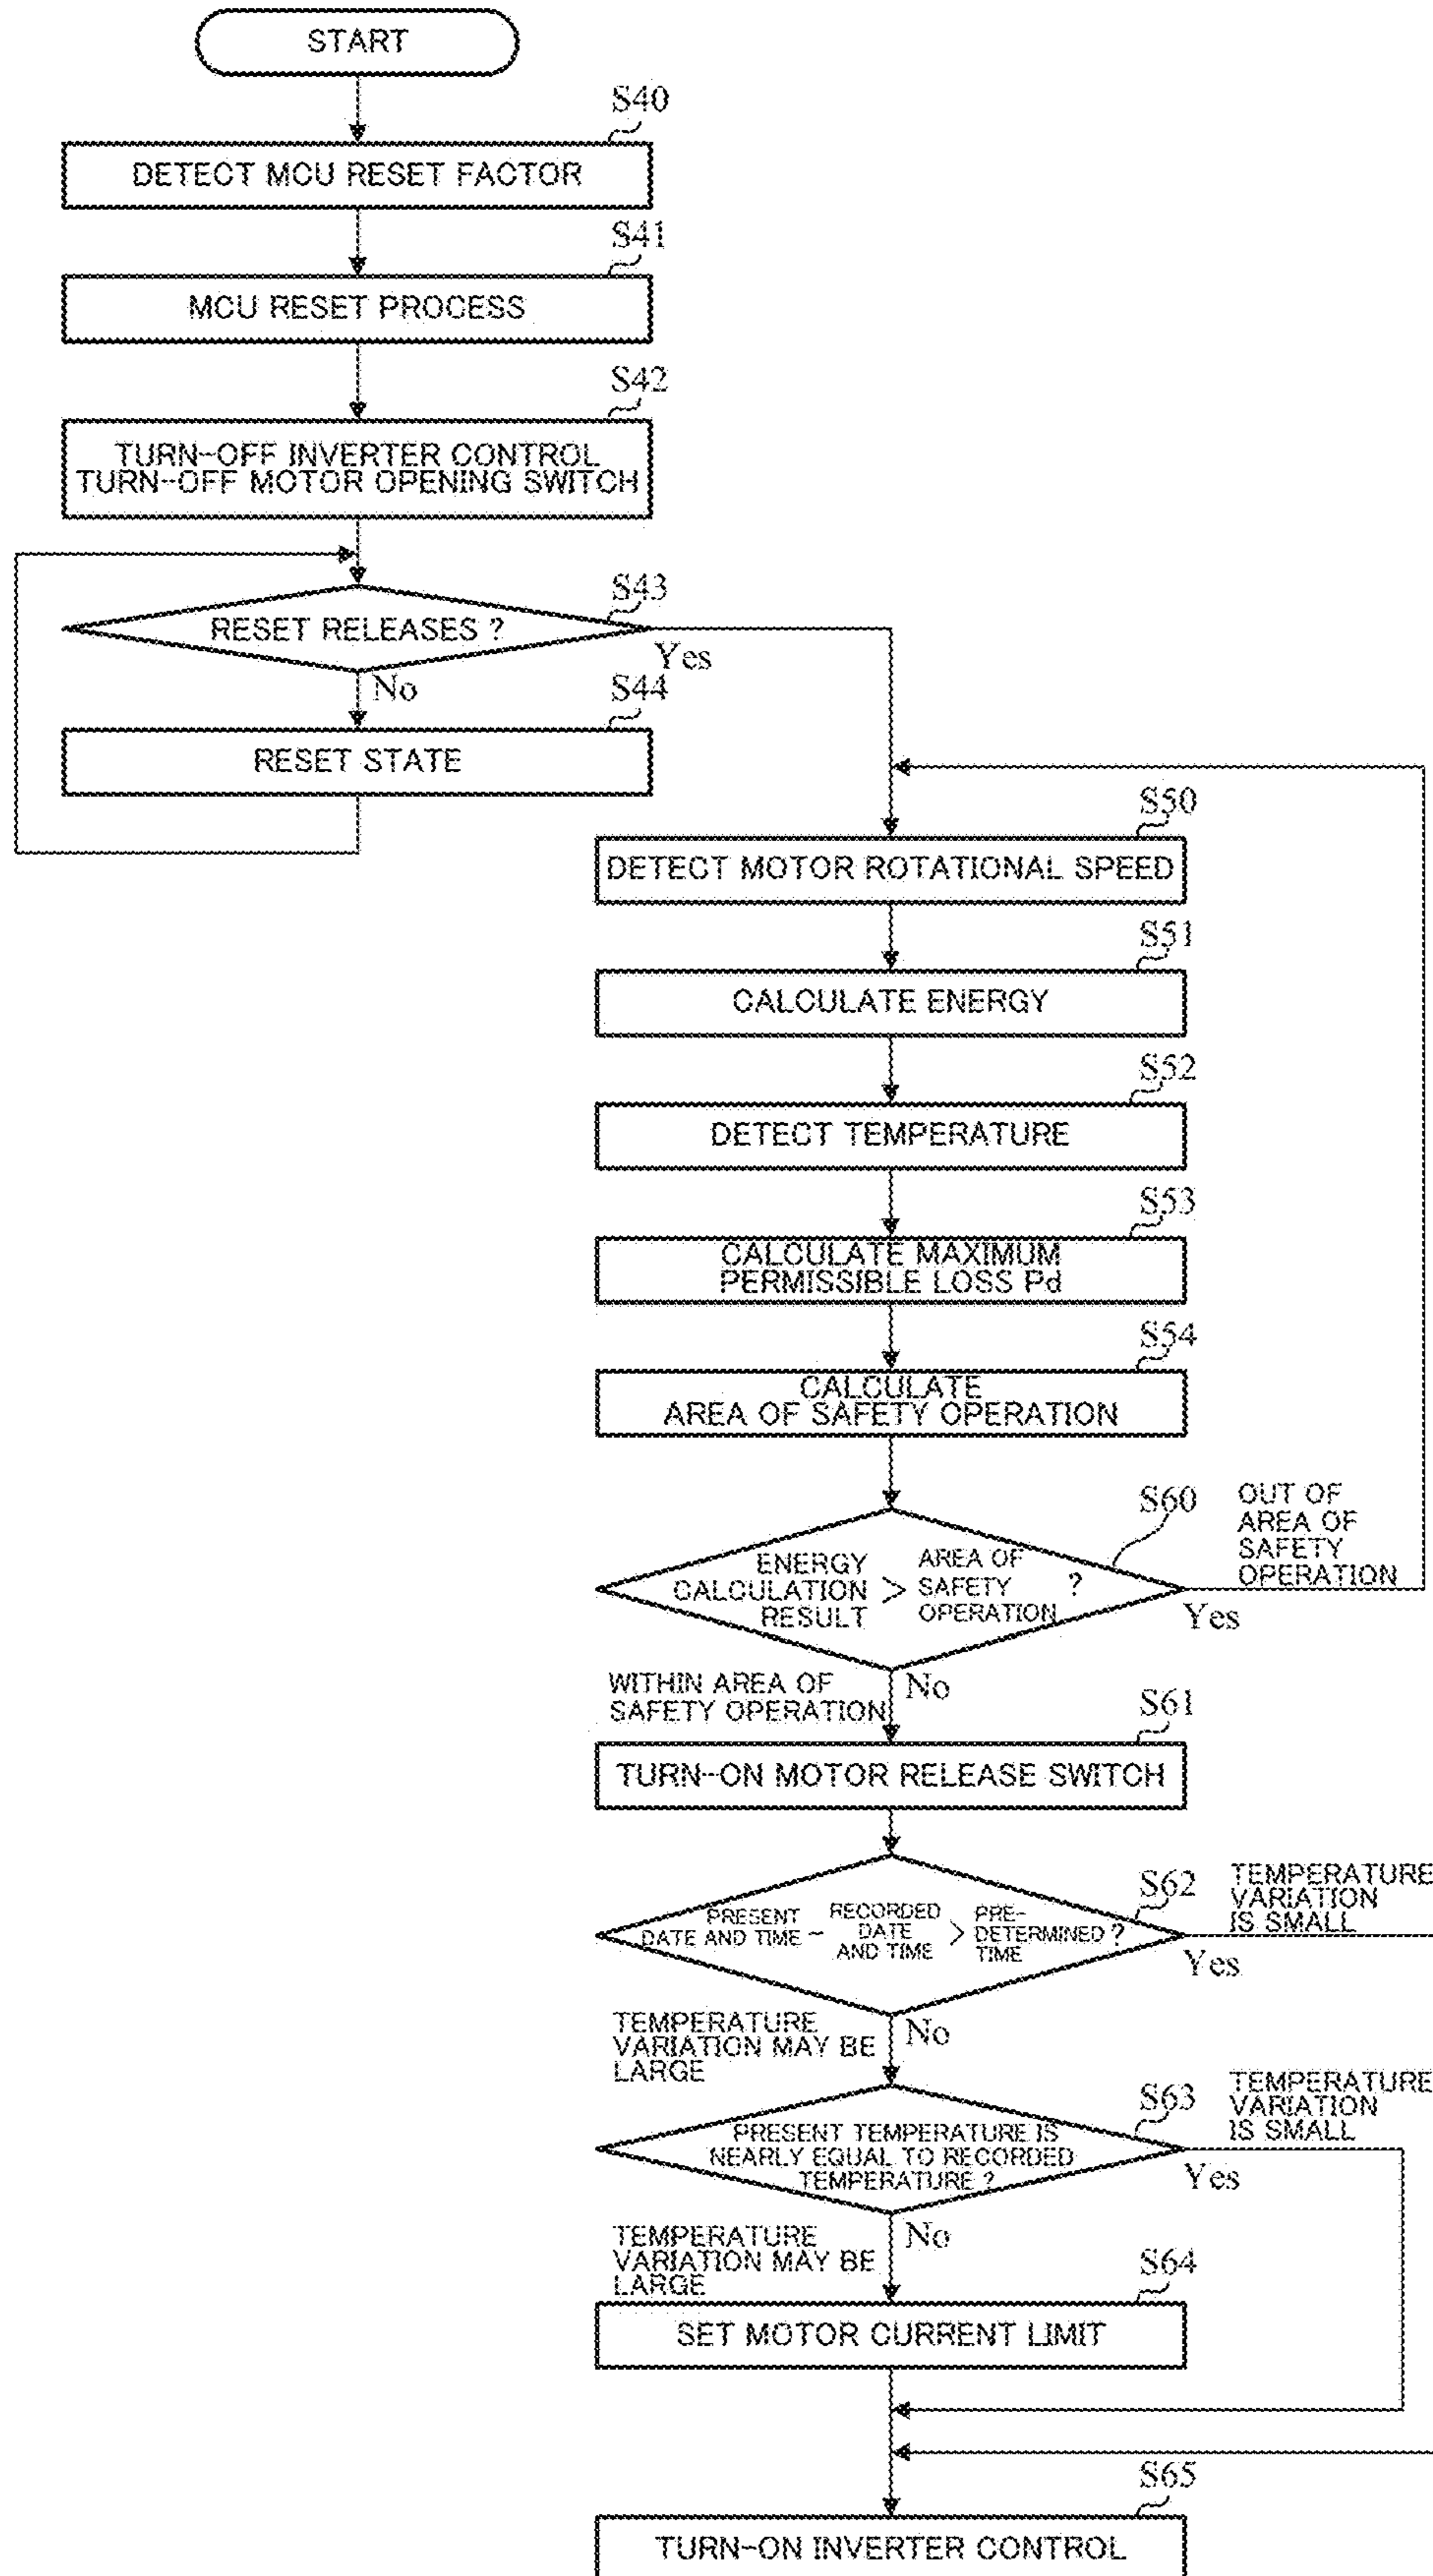 START
S40
DETECT MCU RESET FACTOR
S41
MCU RESET PROCESS
S42
TURN-OFF INVERTER CONTROL
TURN-OFF MOTOR OPENING SWITCH
S43
RESET RELEASES ?
Yes
No
S44
RESET STATE
S50
DETECT MOTOR ROTATIONAL SPEED
S51
CALCULATE ENERGY
S52
DETECT TEMPERATURE
S53
CALCULATE MAXIMUM
PERMISSIBLE LOSS Pd
S54
CALCULATE
AREA OF SAFETY OPERATION
S60
OUT OF
AREA OF
SAFETY
OPERATION
ENERGY
CALCULATION
RESULT
>
AREA OF
SAFETY
OPERATION
?
Yes
WITHIN AREA OF
SAFETY OPERATION
No
S61
TURN-ON MOTOR RELEASE SWITCH
S62
TEMPERATURE
VARIATION
IS SMALL
PRESENT
DATE AND TIME
-
RECORDED
DATE
AND TIME
>
PRE-
DETERMINED
TIME
?
Yes
TEMPERATURE
VARIATION MAY BE
LARGE
No
S63
TEMPERATURE
VARIATION
IS SMALL
PRESENT TEMPERATURE IS
NEARLY EQUAL TO RECORDED
TEMPERATURE ?
Yes
TEMPERATURE
VARIATION MAY BE
LARGE
No
S64
SET MOTOR CURRENT LIMIT
S65
TURN-ON INVERTER CONTROL